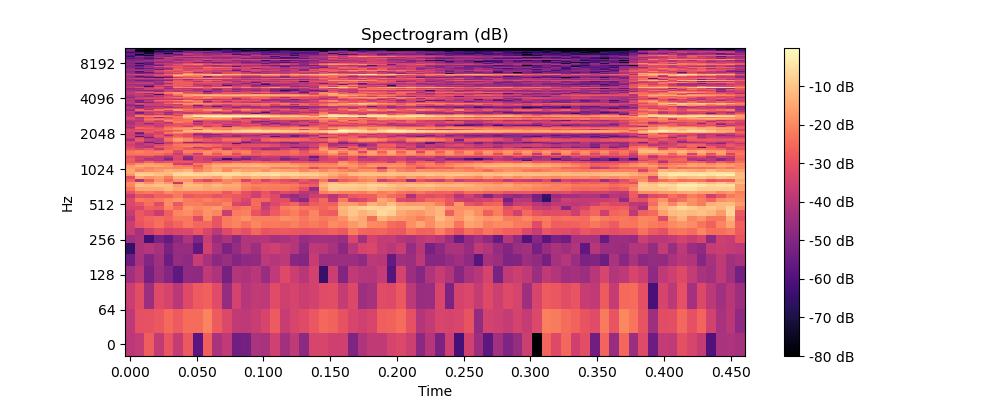 Spectrogram (dB)
8192
4096
2048
1024
512
256
128
64
0
Hz
0.000 0.050 0.100 0.150 0.200 0.250 0.300 0.350 0.400 0.450
Time
-10 dB
-20 dB
-30 dB
-40 dB
-50 dB
-60 dB
-70 dB
-80 dB